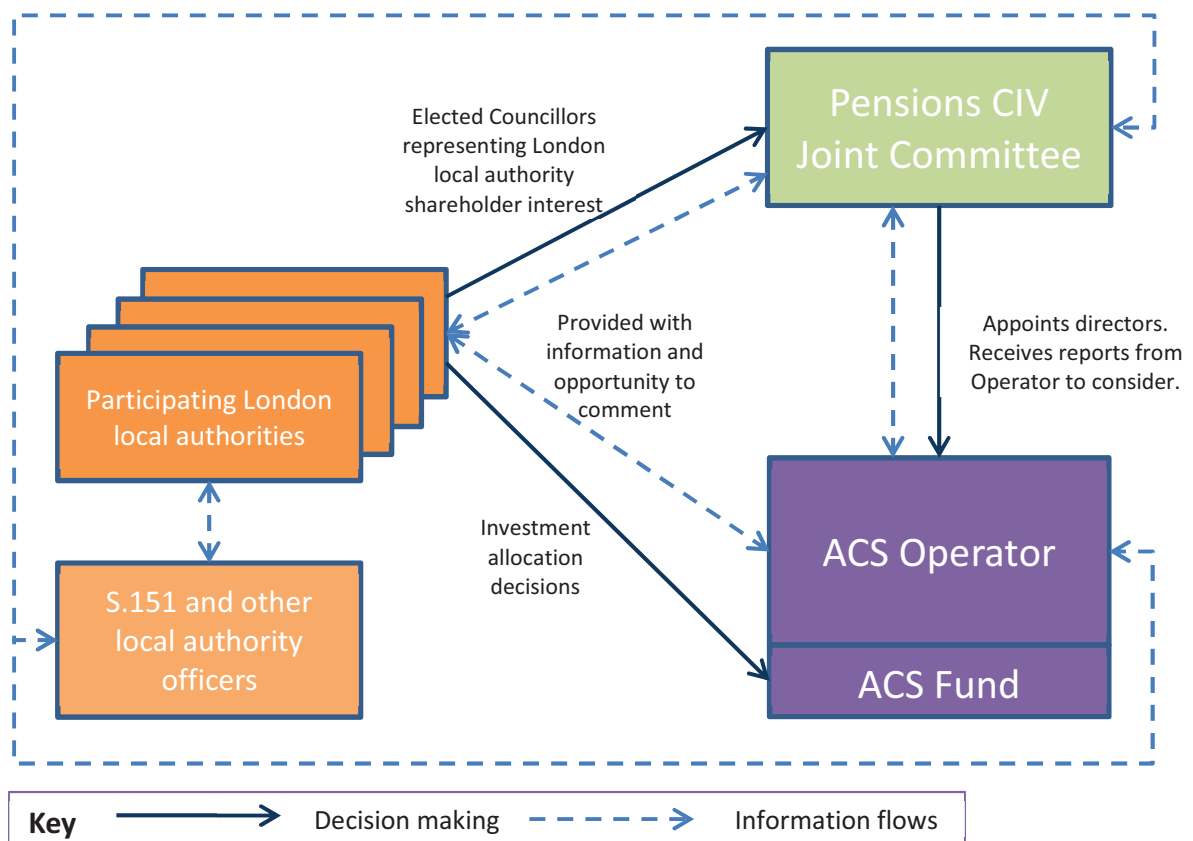 Pensions CIV
Joint Committee
Elected Councillors
representing London
local authority
shareholder interest
Provided with
information and
opportunity to
comment
Appoints directors.
Receives reports from
Operator to consider.
Participating London
local authorities
Investment
allocation
decisions
ACS Operator
S.151 and other
local authority
officers
ACS Fund
Key Decision making Information flows